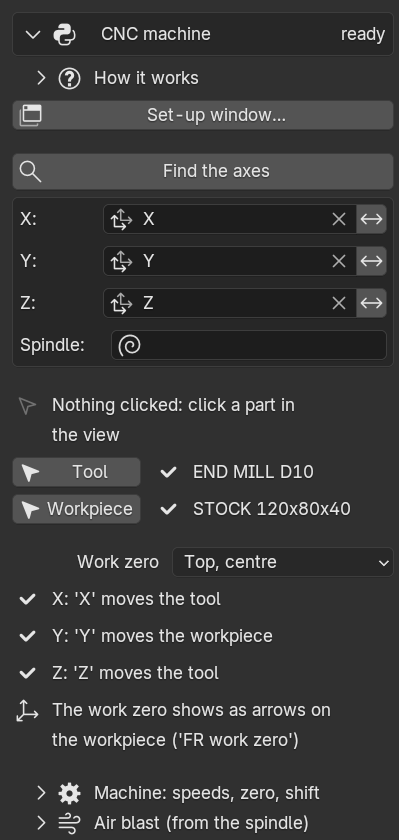 CNC machine ready
How it works
Set-up window...
Find the axes
X: X
Y: Y
Z: Z
Spindle:
Nothing clicked: click a part in
the view
Tool END MILL D10
Workpiece STOCK 120x80x40
Work zero Top, centre
X: 'X' moves the tool
Y: 'Y' moves the workpiece
Z: 'Z' moves the tool
The work zero shows as arrows on
the workpiece ('FR work zero')
Machine: speeds, zero, shift
Air blast (from the spindle)